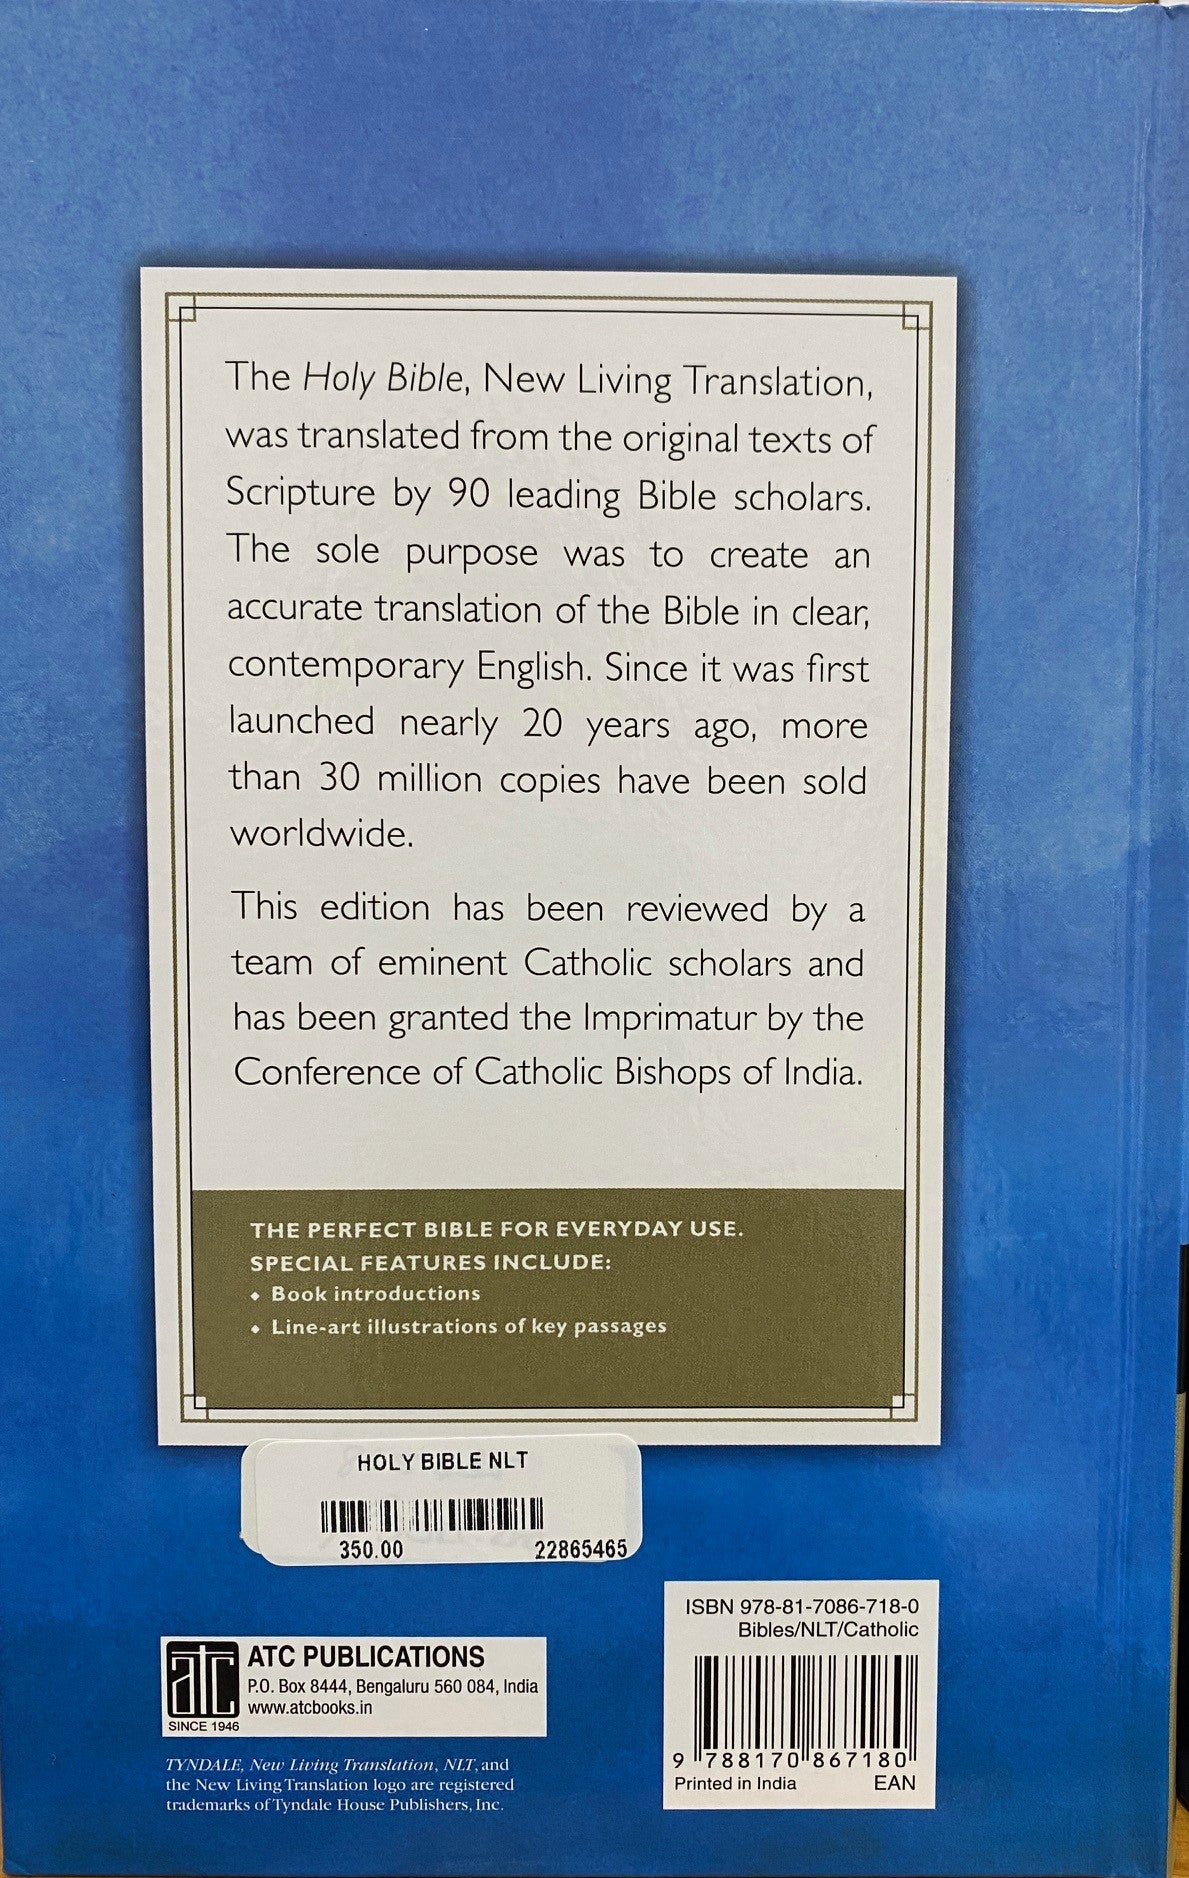 The Holy Bible, New Living Translation,
was translated from the original texts of
Scripture by 90 leading Bible scholars.
The sole purpose was to create an
accurate translation of the Bible in clear,
contemporary English. Since it was first
launched nearly 20 years ago, more
than 30 million copies have been sold
worldwide.
This edition has been reviewed by a
team of eminent Catholic scholars and
has been granted the Imprimatur by the
Conference of Catholic Bishops of India.
THE PERFECT BIBLE FOR EVERYDAY USE.
SPECIAL FEATURES INCLUDE:
• Book introductions
• Line-art illustrations of key passages
HOLY BIBLE NLT
350.00 22865465
atc
SINCE 1946
ATC PUBLICATIONS
P.O. Box 8444, Bengaluru 560 084, India
www.atcbooks.in
TYNDALE, New Living Translation, NLT, and
the New Living Translation logo are registered
trademarks of Tyndale House Publishers, Inc.
ISBN 978-81-7086-718-0
Bibles/NLT/Catholic
9 788170 867180
Printed in India EAN